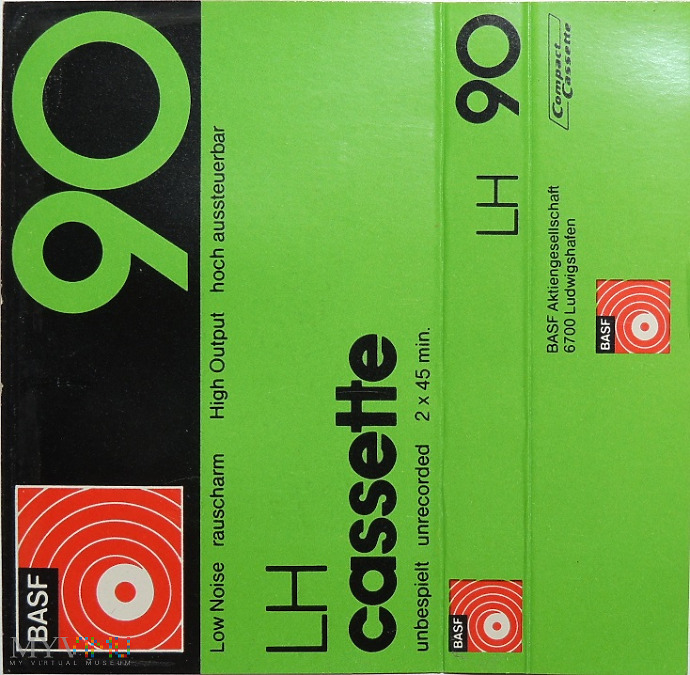 BASF 90
Low Noise rauscharm High Output hoch aussteuerbar
LH
cassette
unbespielt unrecorded 2 x 45 min.
BASF LH 90
Compact
Cassette
BASF Aktiengesellschaft
6700 Ludwigshafen
BASF
MYVIMU
MY VIRTUAL MUSEUM